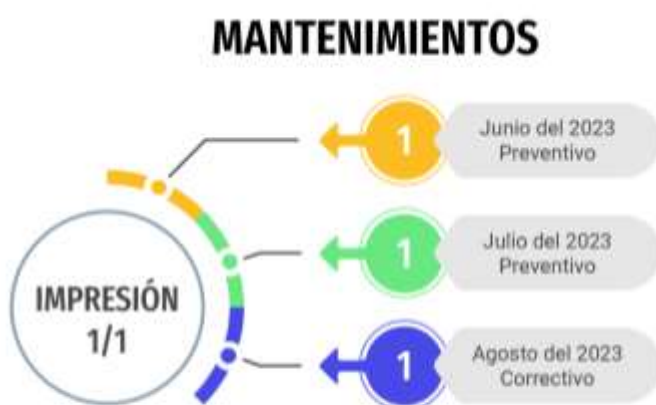 MANTENIMIENTOS
1
Junio del 2023
Preventivo
1
Julio del 2023
Preventivo
IMPRESIÓN
1/1
1
Agosto del 2023
Correctivo